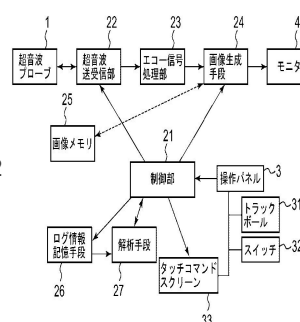 1
22
23
24
4
超音波
プローブ
超音波
送受信部
エコー信号
処理部
画像生成
手段
モニタ
25
画像メモリ
21
2
制御部
操作パネル
3
トラック
ボール
31
スイッチ
32
ログ情報
記憶手段
解析手段
タッチコマンド
スクリーン
26
27
33